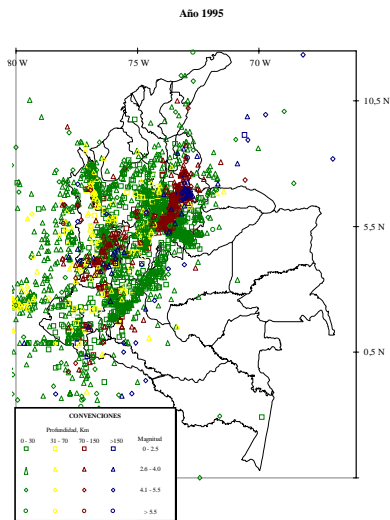 Año 1995
80 W 75 W 70 W
10,5 N
5.5 N
0,5 N
CONVENCIONES
Profundidad, Km
0 - 30 31 - 70 70 - 150 >150 Magnitud
0 - 2.5
2.6 - 4.0
4.1 - 5.5
> 5.5